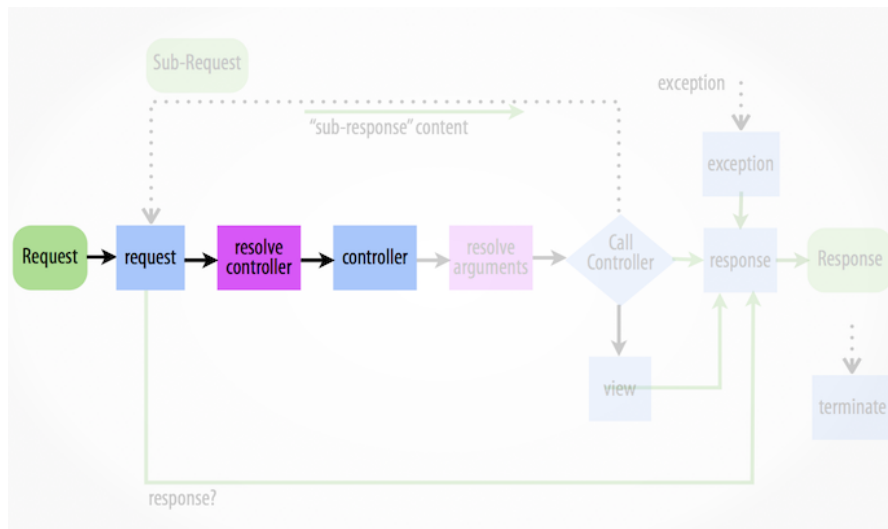 Sub-Request
exception
“sub-response” content
exception
Request
request
resolve
controller
controller
resolve
arguments
Call
Controller
response
Response
view
terminate
response?